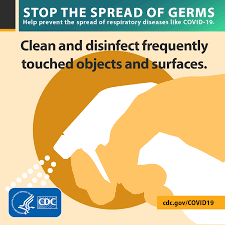 STOP THE SPREAD OF GERMS
Help prevent the spread of respiratory diseases like COVID-19.
Clean and disinfect frequently
touched objects and surfaces.
CDC
cdc.gov/COVID19